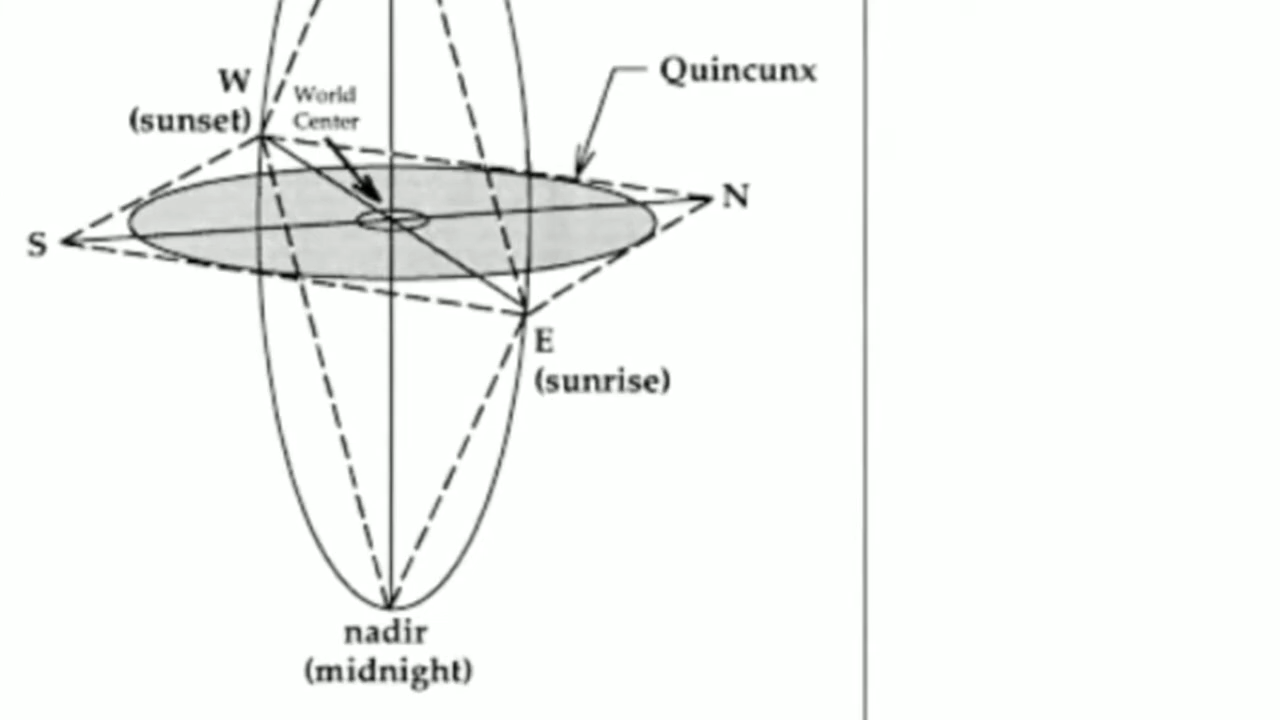 Quincunx
W
(sunset)
World
Center
N
S
E
(sunrise)
nadir
(midnight)